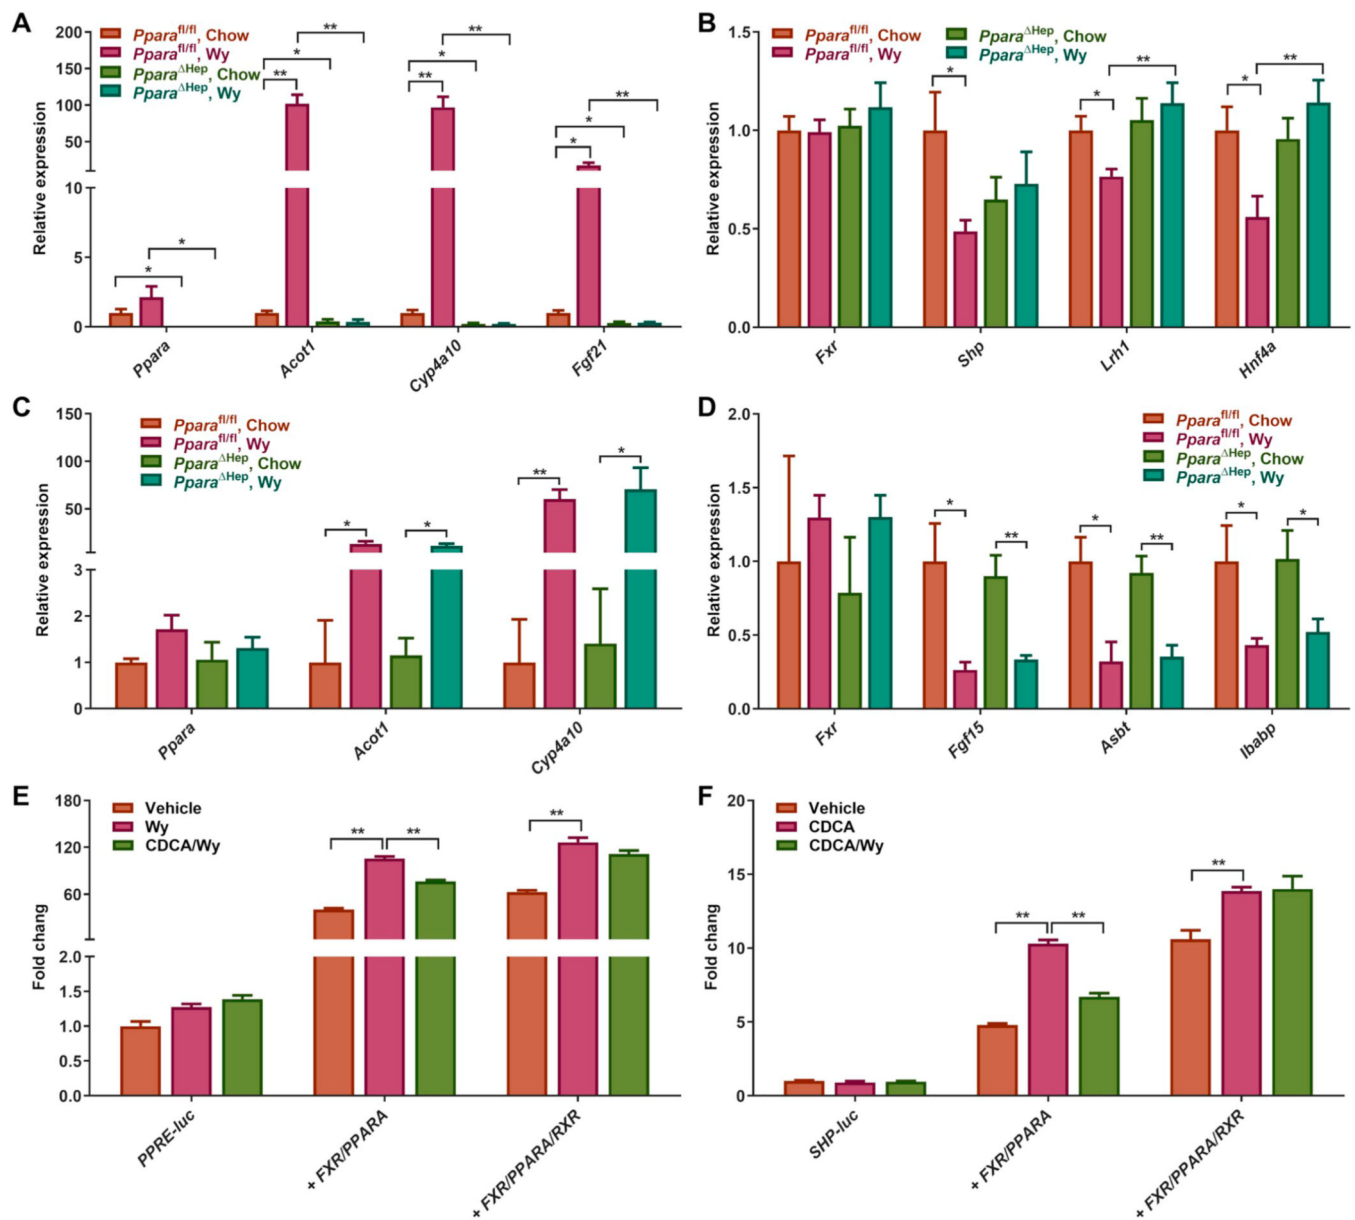 A
Ppara fl/fl, Chow
Ppara fl/fl, Wy
Ppara ΔHep, Chow
Ppara ΔHep, Wy
Relative expression
200
150
100
50
10
5
0
** * ** ** * ** * * **
* *
Ppara Acot1 Cyp4a10 Fgf21
B
Ppara fl/fl, Chow Ppara ΔHep, Chow
Ppara fl/fl, Wy Ppara ΔHep, Wy
Relative expression
1.5
1.0
0.5
0.0
* * ** * **
Fxr Shp Lrh1 Hnf4a
C
Ppara fl/fl, Chow
Ppara fl/fl, Wy
Ppara ΔHep, Chow
Ppara ΔHep, Wy
Relative expression
150
100
50
3
2
1
0
* * ** *
Ppara Acot1 Cyp4a10
D
Ppara fl/fl, Chow
Ppara fl/fl, Wy
Ppara ΔHep, Chow
Ppara ΔHep, Wy
Relative expression
2.0
1.5
1.0
0.5
0.0
* ** * ** * *
Fxr Fgf15 Asbt Ibabp
E
Vehicle
Wy
CDCA/Wy
Fold chang
180
120
60
2.0
1.5
1.0
0.5
0.0
** ** **
PPRE-luc + FXR/PPARA + FXR/PPARA/RXR
F
Vehicle
CDCA
CDCA/Wy
Fold chang
20
15
10
5
0
** ** **
SHP-luc + FXR/PPARA + FXR/PPARA/RXR